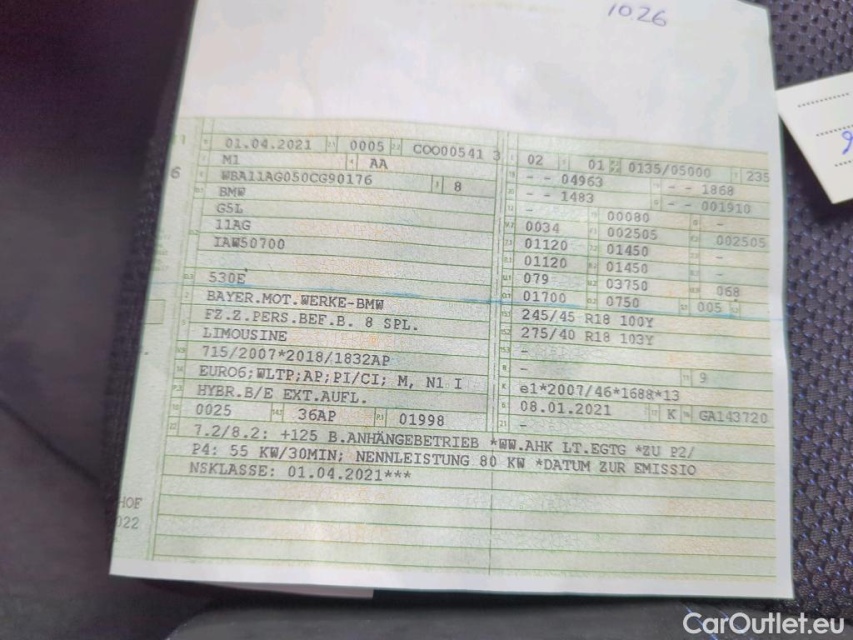 1026
01.04.2021 0005 C0000541 3
M1 AA
6
WBA11AG050CG90176 8
BMW
G5L
11AG
IAW50700
530E
BAYER.MOT.WERKE-BMW
FZ.Z.PERS.BEF.B. 8 SPL.
LIMOUSINE
715/2007*2018/1832AP
EURO6;WLTP;AP;PI/CI; M, N1 I
HYBR.B/E EXT.AUFL.
0025 36AP 01998
02 01 0135/05000 235
- - 04963 - - 1868
- - 1483 - - 001910
- 00080 -
0034 002505 002505
01120 01450 -
01120 01450 -
079 03750 068
01700 0750 005
245/45 R18 100Y
275/40 R18 103Y
-
- 9
e1*2007/46*1688*13
08.01.2021 K GA143720
-
7.2/8.2: +125 B.ANHÄNGEBETRIEB *WW.AHK LT.EGTG *ZU P2/
P4: 55 KW/30MIN; NENNLEISTUNG 80 KW *DATUM ZUR EMISSIO
NSKLASSE: 01.04.2021***
HOF
022
CarOutlet.eu